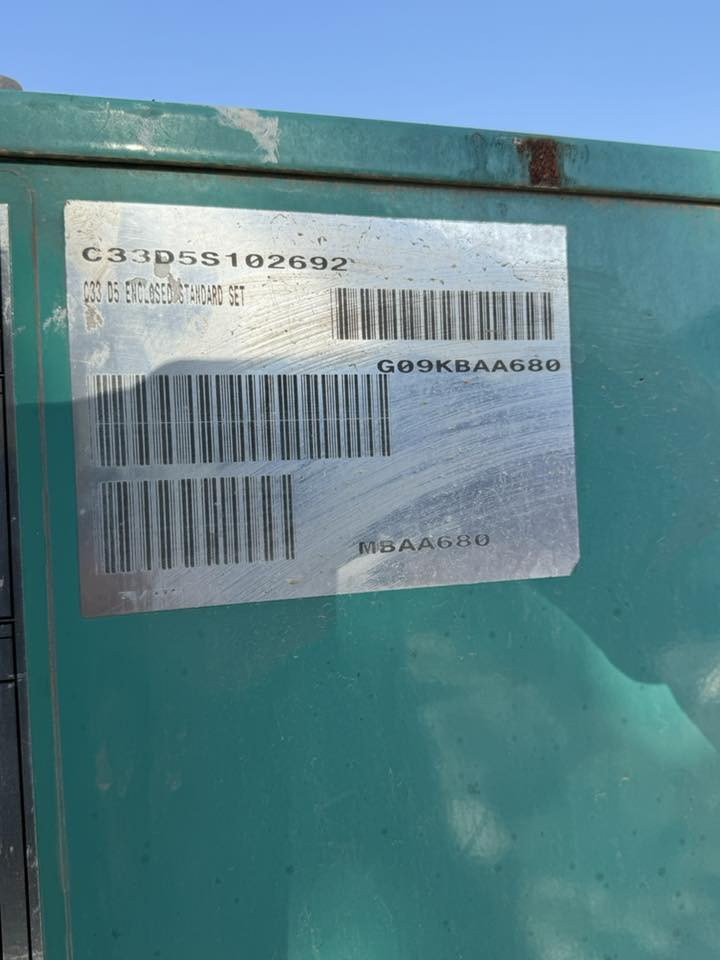 C33D5S102692
C33 D5 ENCLOSED/STANDARD SET
G09KBAA680
MBAA680